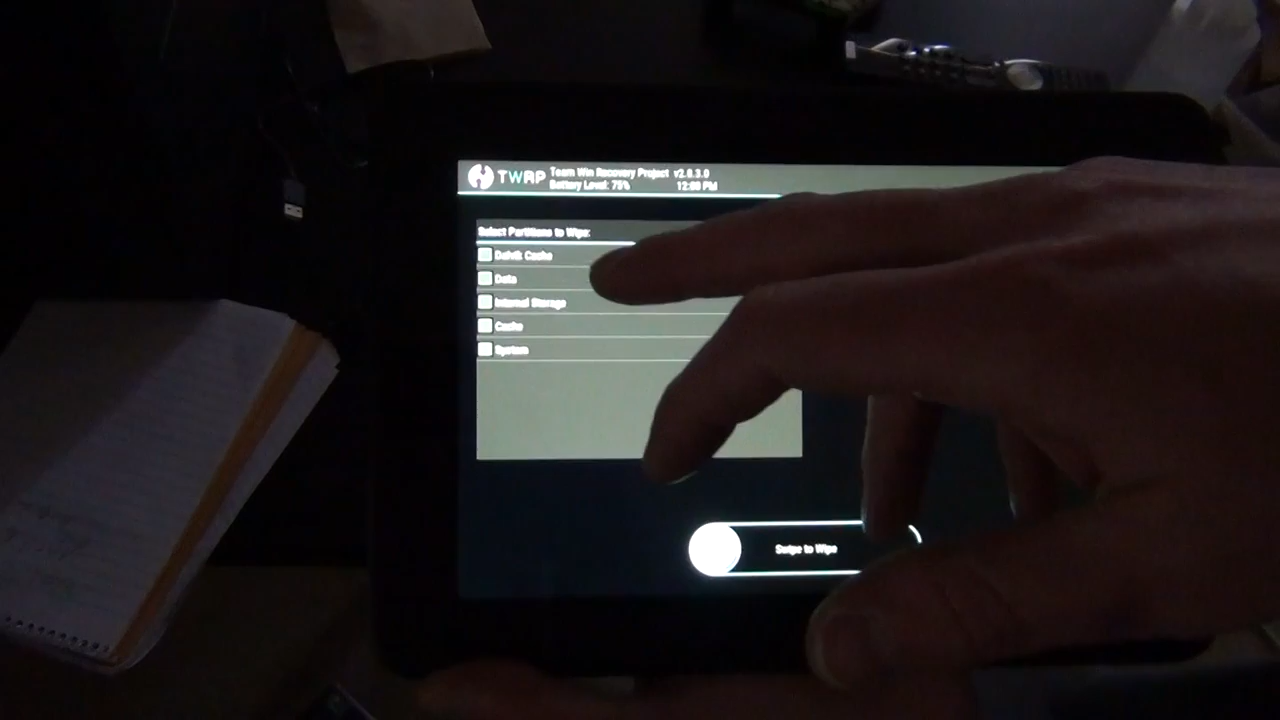 TWRP
Team Win Recovery Project v2.8.3.0
Battery Level: 75%
12:00 PM
Select Partitions to Wipe:
Dalvik Cache
Data
Internal Storage
Cache
System
Swipe to Wipe